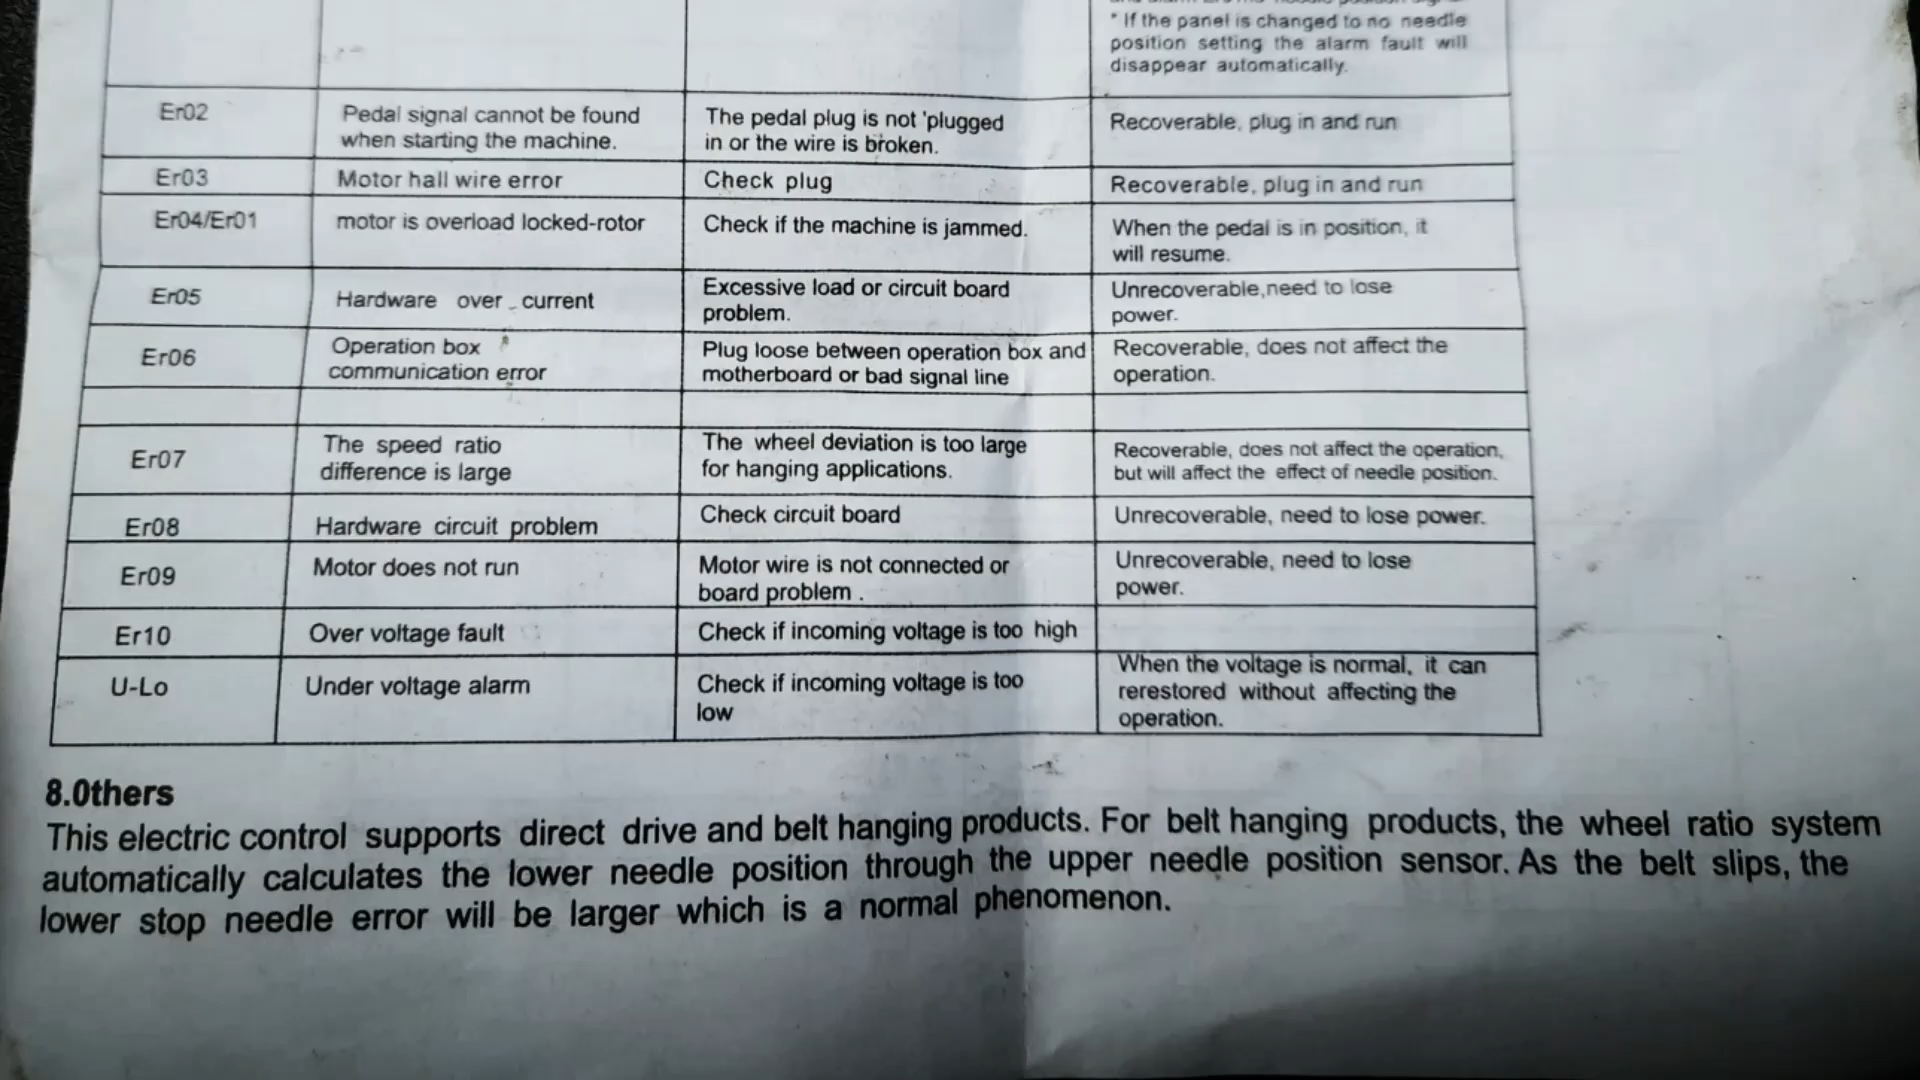 * If the panel is changed to no needle
position setting the alarm fault will
disappear automatically.
Er02
Pedal signal cannot be found
when starting the machine.
The pedal plug is not 'plugged
in or the wire is broken.
Recoverable, plug in and run
Er03
Motor hall wire error
Check plug
Recoverable, plug in and run
Er04/Er01
motor is overload locked-rotor
Check if the machine is jammed.
When the pedal is in position, it
will resume.
Er05
Hardware over - current
Excessive load or circuit board
problem.
Unrecoverable,need to lose
power.
Er06
Operation box
communication error
Plug loose between operation box and
motherboard or bad signal line
Recoverable, does not affect the
operation.
Er07
The speed ratio
difference is large
The wheel deviation is too large
for hanging applications.
Recoverable, does not affect the operation,
but will affect the effect of needle position.
Er08
Hardware circuit problem
Check circuit board
Unrecoverable, need to lose power.
Er09
Motor does not run
Motor wire is not connected or
board problem .
Unrecoverable, need to lose
power.
Er10
Over voltage fault
Check if incoming voltage is too high
U-Lo
Under voltage alarm
Check if incoming voltage is too
low
When the voltage is normal, it can
rerestored without affecting the
operation.
8.Others
This electric control supports direct drive and belt hanging products. For belt hanging products, the wheel ratio system
automatically calculates the lower needle position through the upper needle position sensor. As the belt slips, the
lower stop needle error will be larger which is a normal phenomenon.